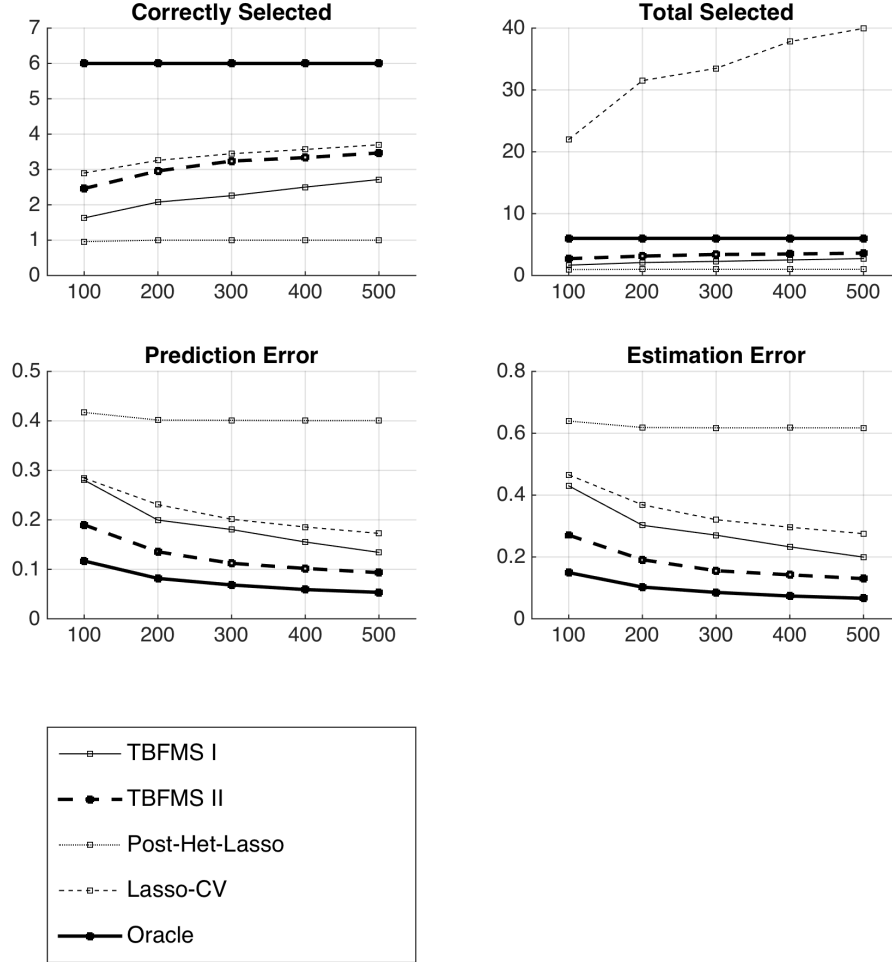 Correctly Selected
7
6
5
4
3
2
1
0
100 200 300 400 500
Total Selected
40
30
20
10
0
100 200 300 400 500
Prediction Error
0.5
0.4
0.3
0.2
0.1
0
100 200 300 400 500
Estimation Error
0.8
0.6
0.4
0.2
0
100 200 300 400 500
TBFMS I
TBFMS II
Post-Het-Lasso
Lasso-CV
Oracle